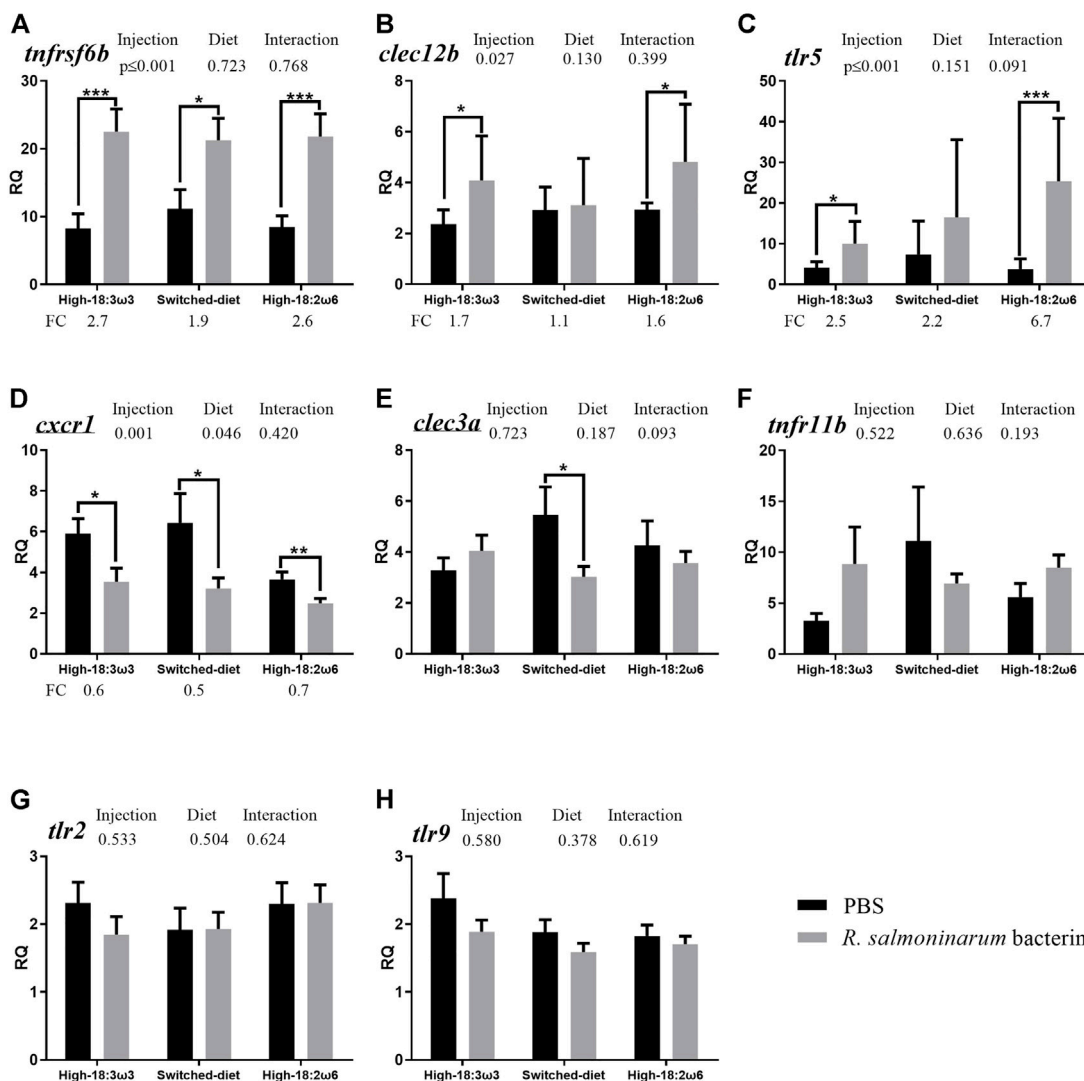 A
tnfrsf6b
Injection Diet Interaction
p≤0.001 0.723 0.768
RQ
30
20
10
0
*** * ***
High-18:3ω3 Switched-diet High-18:2ω6
FC 2.7 1.9 2.6
B
clec12b
Injection Diet Interaction
0.027 0.130 0.399
RQ
8
6
4
2
0
* *
High-18:3ω3 Switched-diet High-18:2ω6
FC 1.7 1.1 1.6
C
tlr5
Injection Diet Interaction
p≤0.001 0.151 0.091
RQ
50
40
30
20
10
0
* ***
High-18:3ω3 Switched-diet High-18:2ω6
FC 2.5 2.2 6.7
D
cxcr1
Injection Diet Interaction
0.001 0.046 0.420
RQ
10
8
6
4
2
0
* * **
High-18:3ω3 Switched-diet High-18:2ω6
FC 0.6 0.5 0.7
E
clec3a
Injection Diet Interaction
0.723 0.187 0.093
RQ
8
6
4
2
0
*
High-18:3ω3 Switched-diet High-18:2ω6
F
tnfr11b
Injection Diet Interaction
0.522 0.636 0.193
RQ
20
15
10
5
0
High-18:3ω3 Switched-diet High-18:2ω6
G
tlr2
Injection Diet Interaction
0.533 0.504 0.624
RQ
3
2
1
0
High-18:3ω3 Switched-diet High-18:2ω6
H
tlr9
Injection Diet Interaction
0.580 0.378 0.619
RQ
3
2
1
0
High-18:3ω3 Switched-diet High-18:2ω6
PBS
R. salmoninarum bacterin